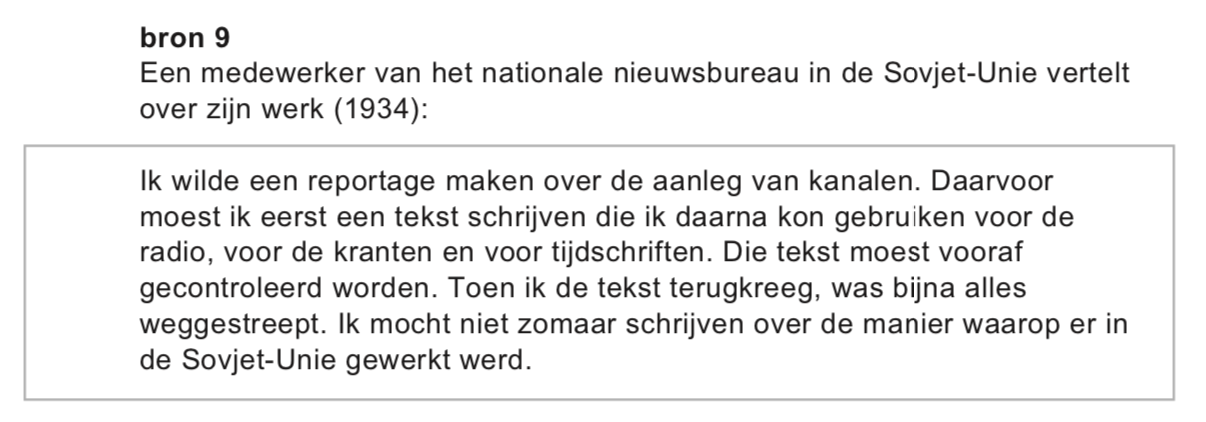 bron 9
Een medewerker van het nationale nieuwsbureau in de Sovjet-Unie vertelt
over zijn werk (1934):
Ik wilde een reportage maken over de aanleg van kanalen. Daarvoor
moest ik eerst een tekst schrijven die ik daarna kon gebruiken voor de
radio, voor de kranten en voor tijdschriften. Die tekst moest vooraf
gecontroleerd worden. Toen ik de tekst terugkreeg, was bijna alles
weggestreept. Ik mocht niet zomaar schrijven over de manier waarop er in
de Sovjet-Unie gewerkt werd.